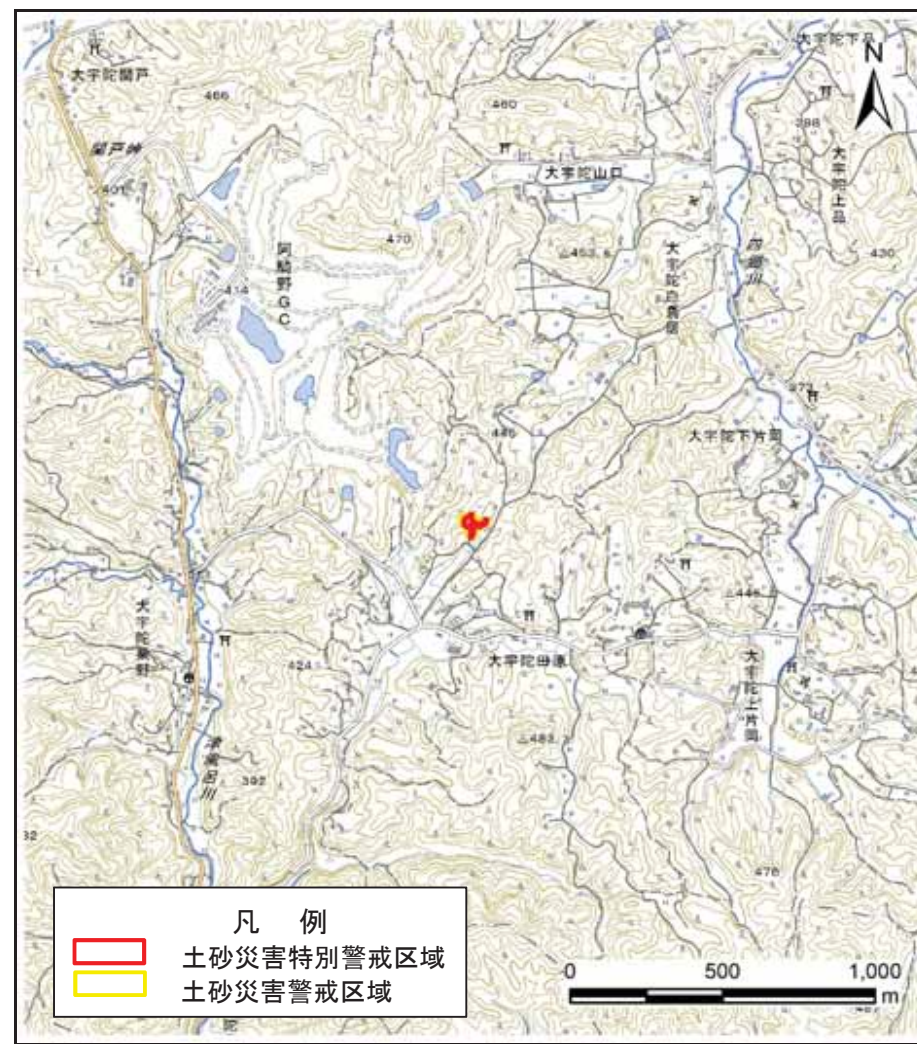 大宇陀下品
N
大宇陀関戸
466
460
298
関戸峠
大宇陀山口
大宇陀上品
401
470
阿騎野GC
453.6
四郷川
430
414
大宇陀白鳥居
372
446
大宇陀下片岡
大宇陀栗野
424
大宇陀田原
大宇陀上片岡
津風呂川
483
392
476
凡 例
土砂災害特別警戒区域
土砂災害警戒区域
0 500 1,000
m